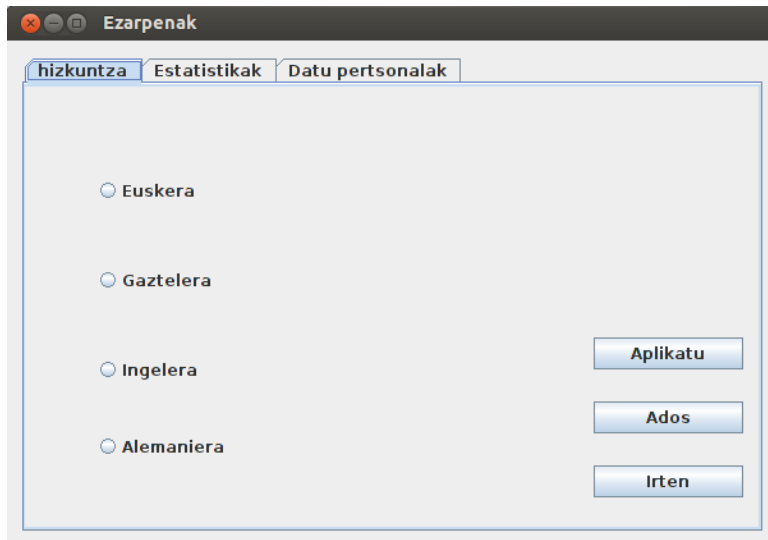 Ezarpenak
hizkuntza Estatistikak Datu pertsonalak
Euskera
Gaztelera
Ingelera
Alemaniera
Aplikatu
Ados
Irten